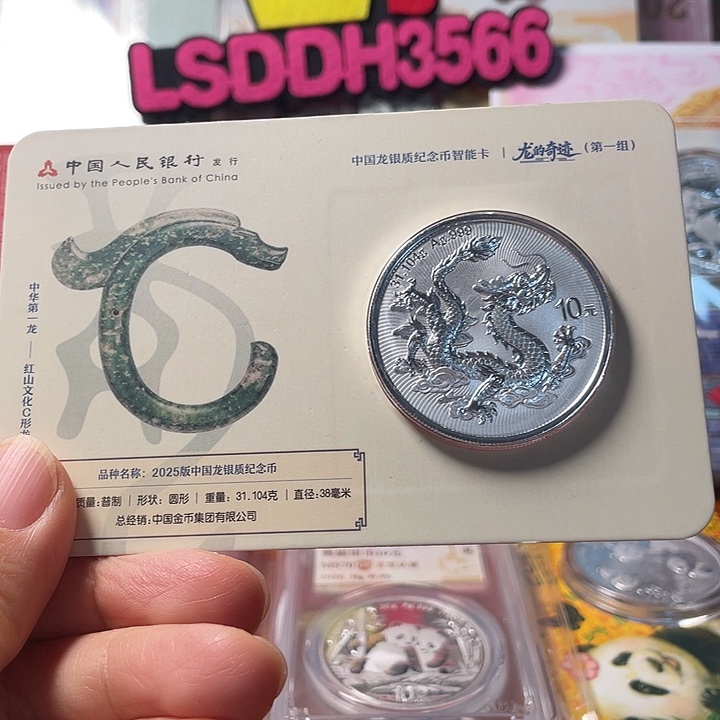 LSDDH3566
中国人民银行 发行
Issued by the People's Bank of China
中国龙银质纪念币智能卡 | 龙的奇迹 (第一组)
31.104g Ag.999
10元
中华第一龙 —— 红山文化C形龙
品种名称：2025版中国龙银质纪念币
质量：普制 | 形状：圆形 | 重量：31.104克 | 直径：38毫米
总经销：中国金币集团有限公司
10元